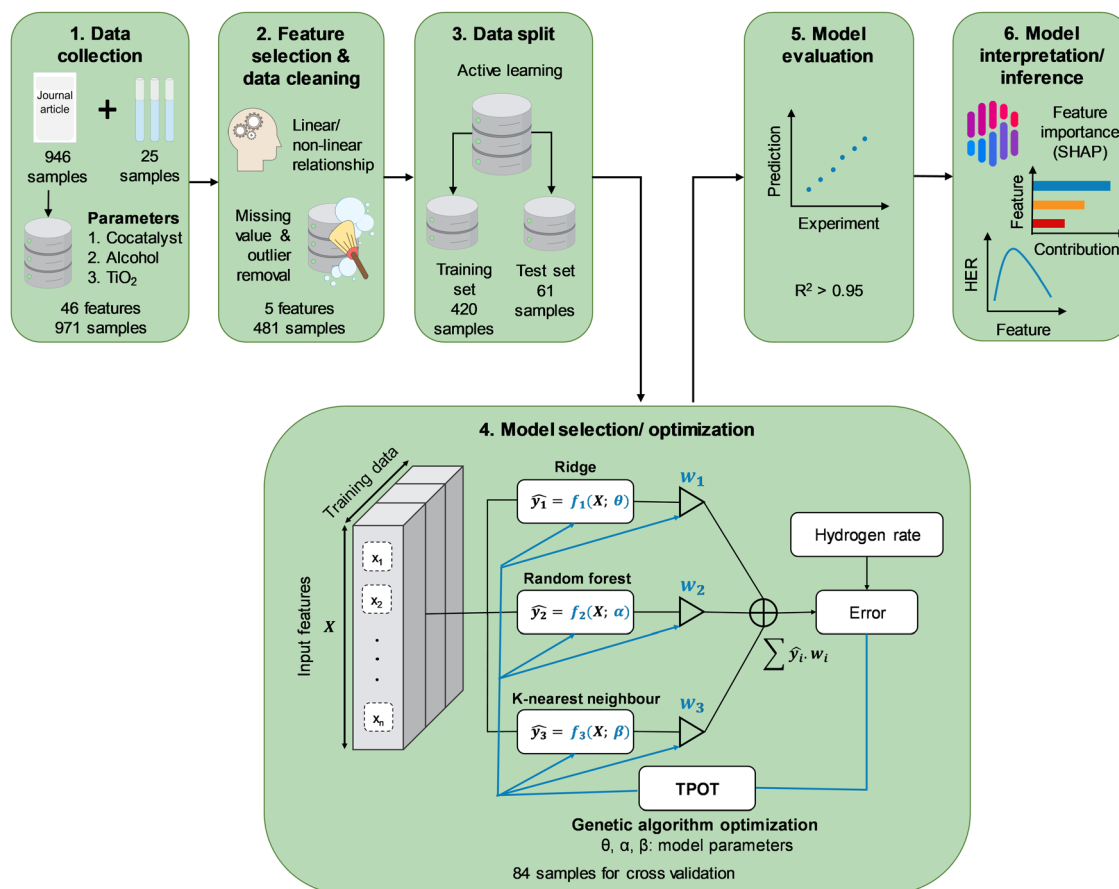 1. Data
collection
Journal
article
+
946
samples
25
samples
Parameters
1. Cocatalyst
2. Alcohol
3. TiO₂
46 features
971 samples
2. Feature
selection &
data cleaning
Linear/
non-linear
relationship
Missing
value &
outlier
removal
5 features
481 samples
3. Data split
Active learning
Training
set
420
samples
Test set
61
samples
5. Model
evaluation
Prediction
Experiment
R² > 0.95
6. Model
interpretation/
inference
Feature
importance
(SHAP)
Feature
Contribution
HER
Feature
4. Model selection/ optimization
Training data
Input features
X
x₁
x₂
xₙ
Ridge
ŷ₁ = f₁(X; θ)
w₁
Random forest
ŷ₂ = f₂(X; α)
w₂
K-nearest neighbour
ŷ₃ = f₃(X; β)
w₃
∑ ŷᵢ.wᵢ
Hydrogen rate
Error
TPOT
Genetic algorithm optimization
θ, α, β: model parameters
84 samples for cross validation